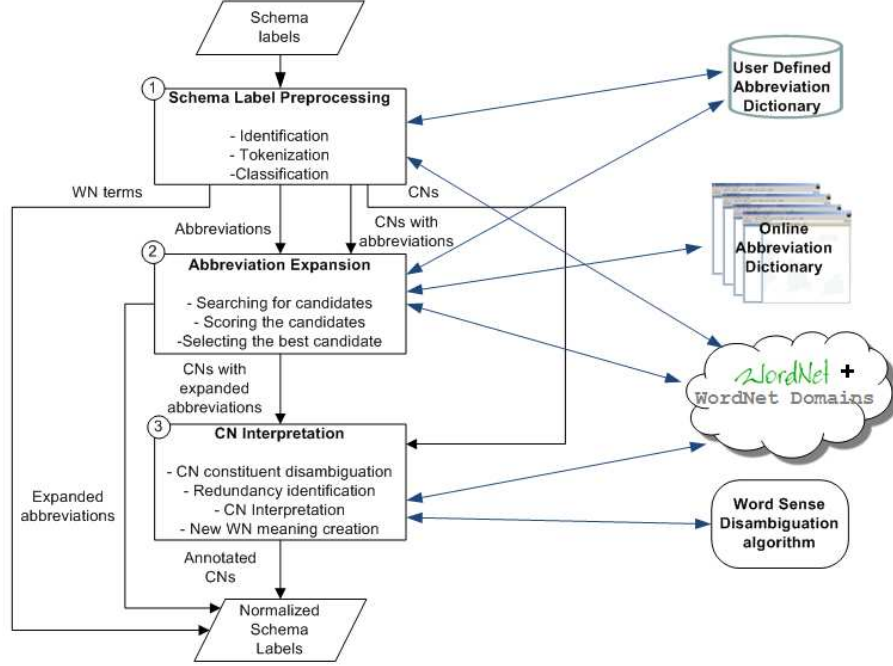 Schema
labels
1
Schema Label Preprocessing
- Identification
- Tokenization
-Classification
User Defined
Abbreviation
Dictionary
WN terms
CNs
Abbreviations
CNs with
abbreviations
2
Abbreviation Expansion
- Searching for candidates
- Scoring the candidates
-Selecting the best candidate
Online
Abbreviation
Dictionary
CNs with
expanded
abbreviations
WordNet +
WordNet Domains
3
CN Interpretation
- CN constituent disambiguation
- Redundancy identification
- CN Interpretation
- New WN meaning creation
Expanded
abbreviations
Word Sense
Disambiguation
algorithm
Annotated
CNs
Normalized
Schema
Labels